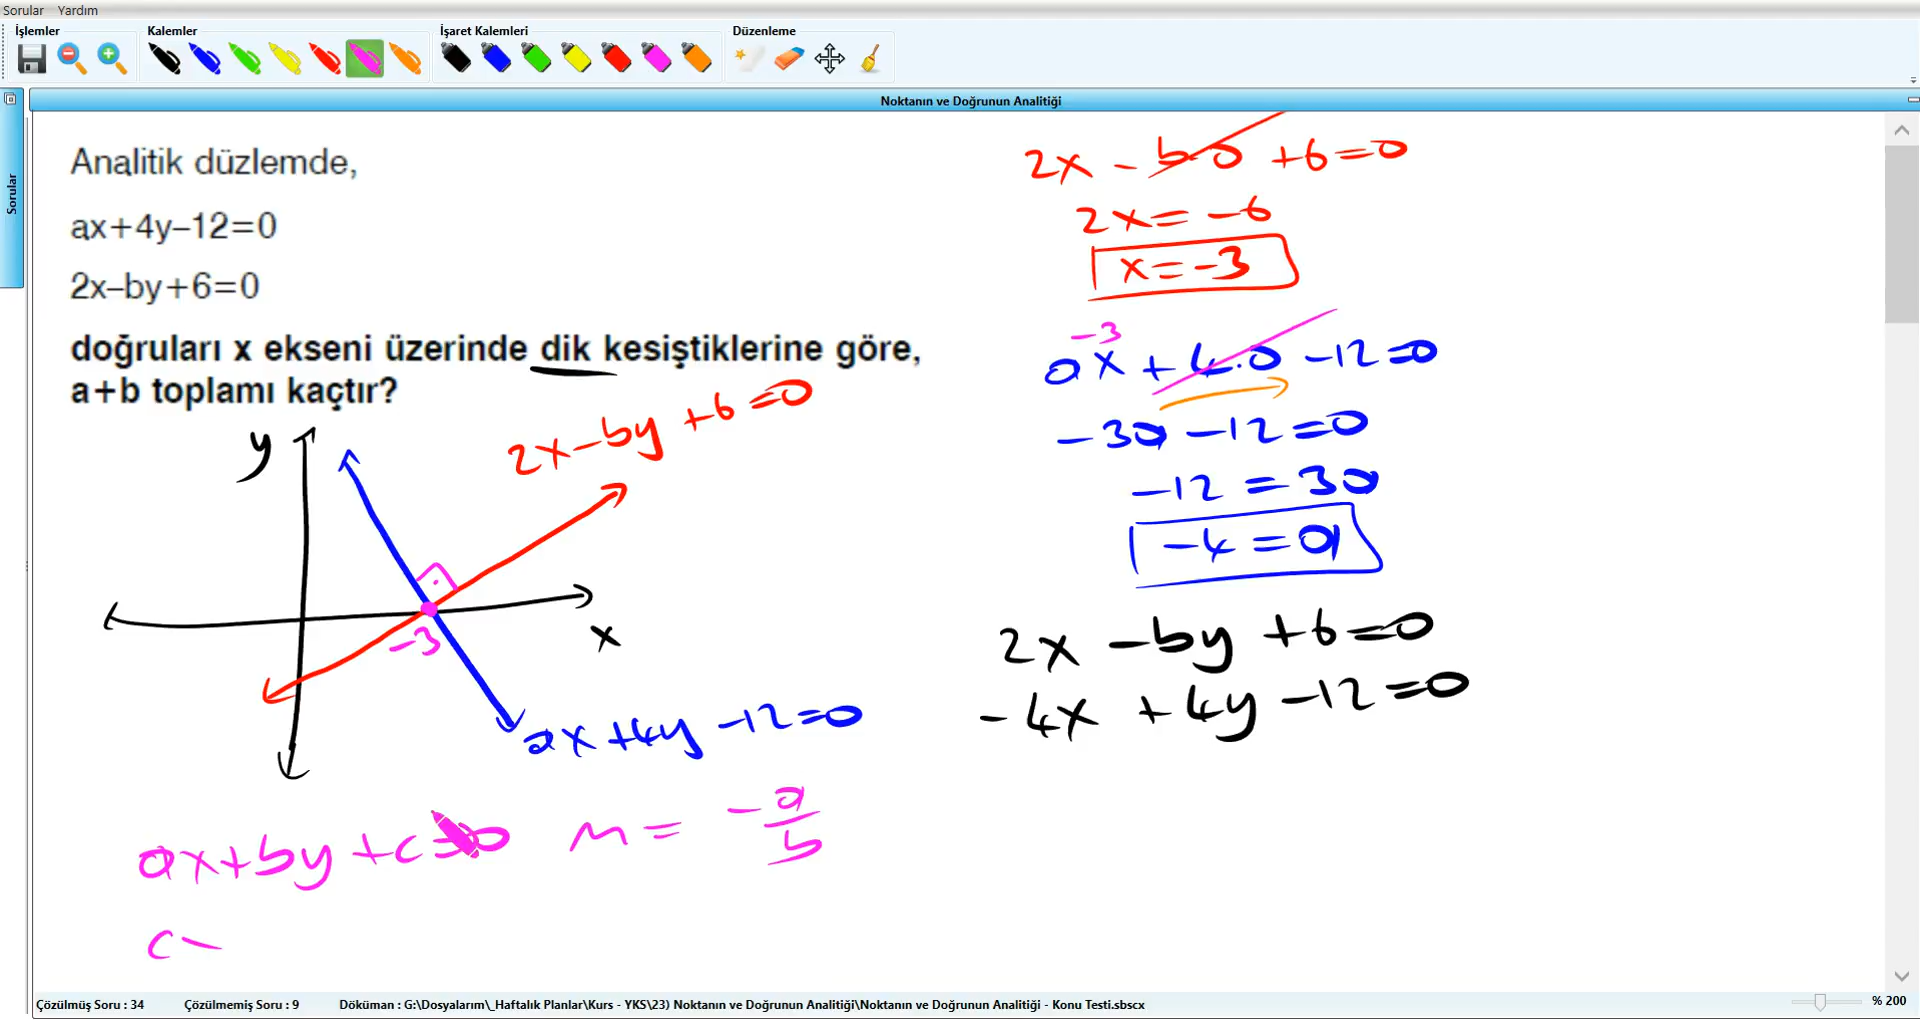 Sorular Yardım
İşlemler Kalemler İşaret Kalemleri Düzenleme
Sorular
Noktanın ve Doğrunun Analitiği
Analitik düzlemde,
ax+4y–12=0
2x–by+6=0
doğruları x ekseni üzerinde dik kesiştiklerine göre,
a+b toplamı kaçtır?
2x-by+6=0
y
x
-3
ax+4y-12=0
ax+by+c=0 m = -a/b
2x - b·0 +6=0
2x = -6
x = -3
-3
ax + 4.0 -12=0
-3a -12 =0
-12 = 3a
-4 = a
2x -by +6=0
-4x +4y -12=0
Çözülmüş Soru : 34 Çözülmemiş Soru : 9 Döküman : G:\Dosyalarım\_Haftalık Planlar\Kurs - YKS\23) Noktanın ve Doğrunun Analitiği\Noktanın ve Doğrunun Analitiği - Konu Testi.sbscx % 200